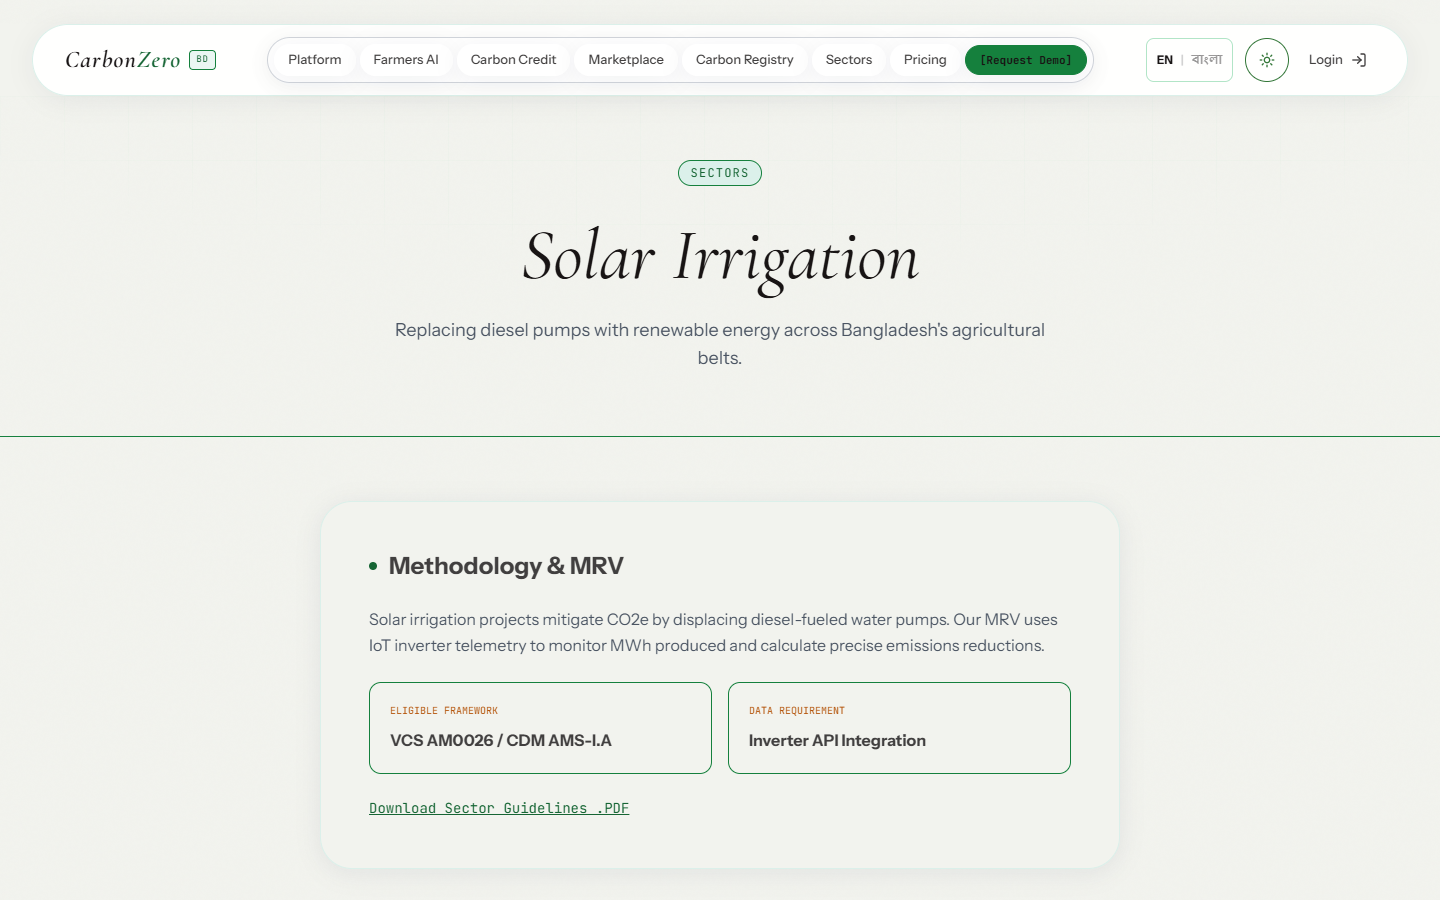 CarbonZero BD
Platform Farmers AI Carbon Credit Marketplace Carbon Registry Sectors Pricing [Request Demo]
EN | বাংলা
Login
SECTORS
Solar Irrigation
Replacing diesel pumps with renewable energy across Bangladesh's agricultural
belts.
Methodology & MRV
Solar irrigation projects mitigate CO2e by displacing diesel-fueled water pumps. Our MRV uses
IoT inverter telemetry to monitor MWh produced and calculate precise emissions reductions.
ELIGIBLE FRAMEWORK
VCS AM0026 / CDM AMS-I.A
DATA REQUIREMENT
Inverter API Integration
Download Sector Guidelines .PDF